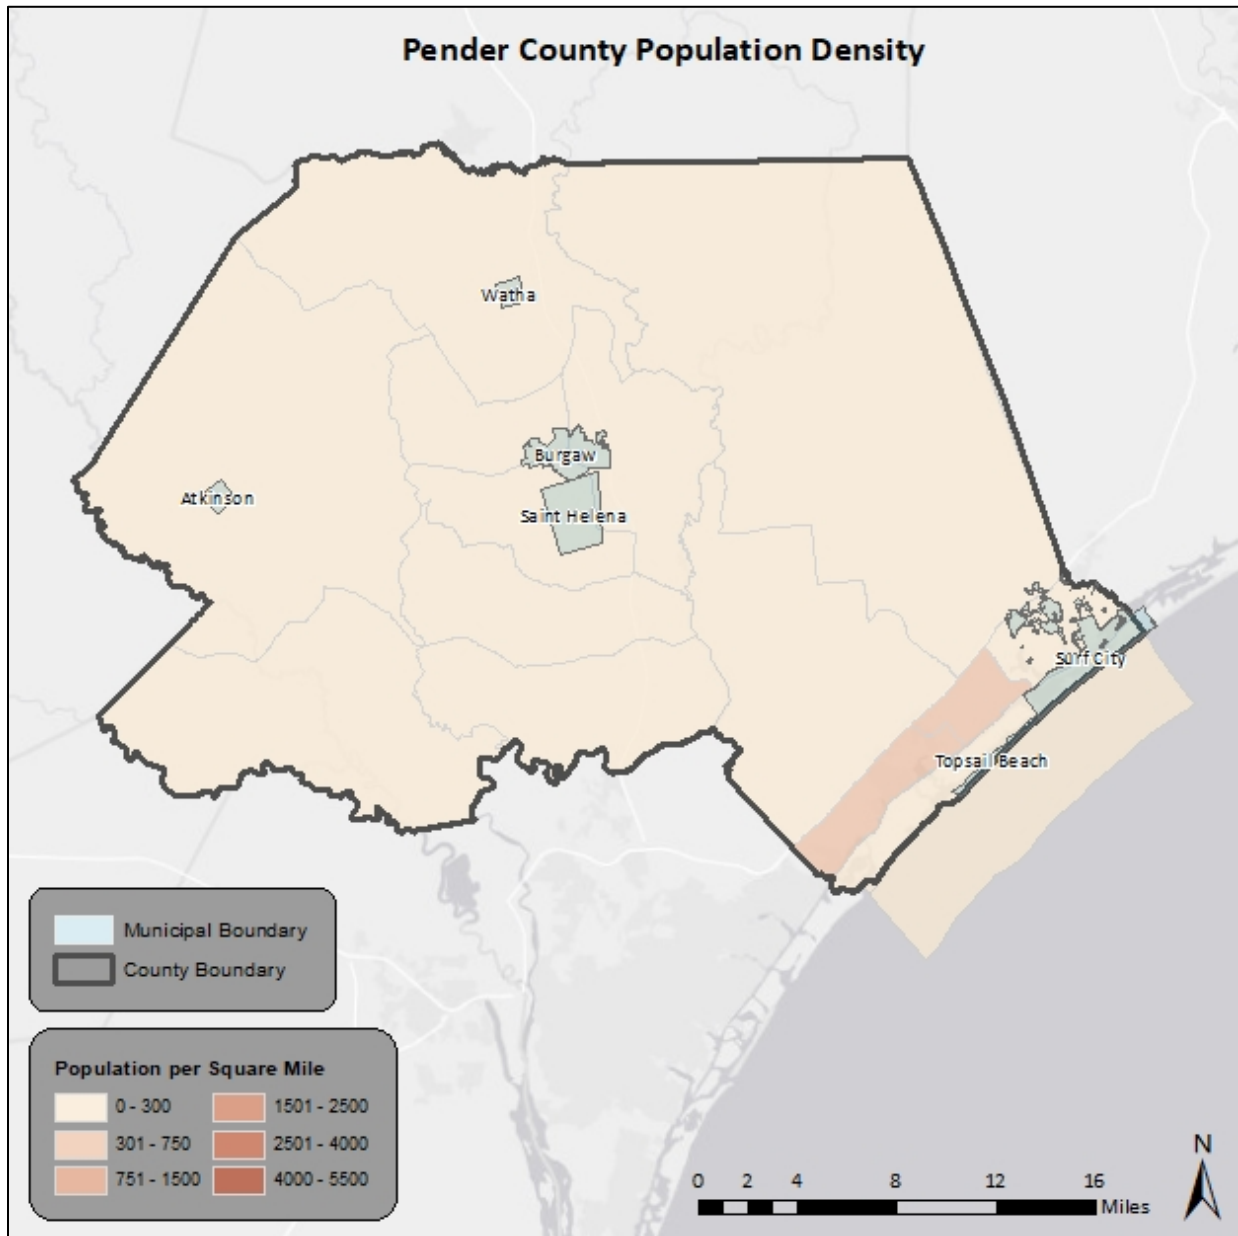 Pender County Population Density
Watha
Burgaw
Atkinson
Saint Helena
Surf City
Topsail Beach
Municipal Boundary
County Boundary
Population per Square Mile
0 - 300
1501 - 2500
301 - 750
2501 - 4000
751 - 1500
4000 - 5500
N
0 2 4 8 12 16
Miles